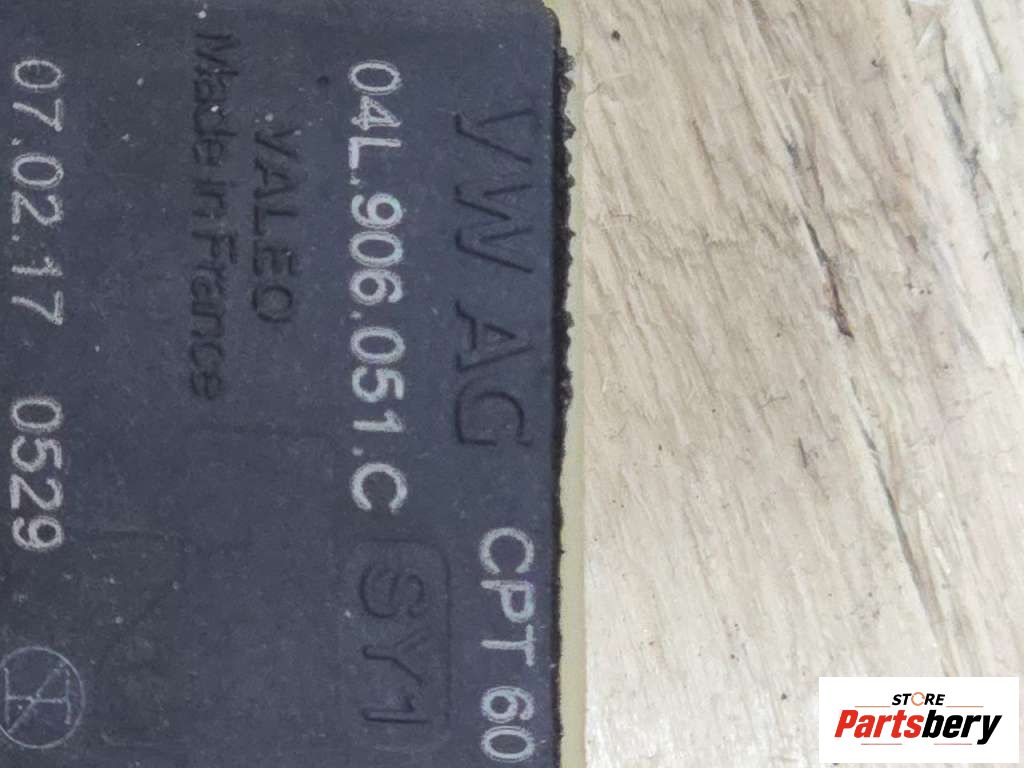 VW AG CPT 60
04L.906.051.C SY1
VALEO
Made in France
07.02.17 0529
STORE
Partsbery